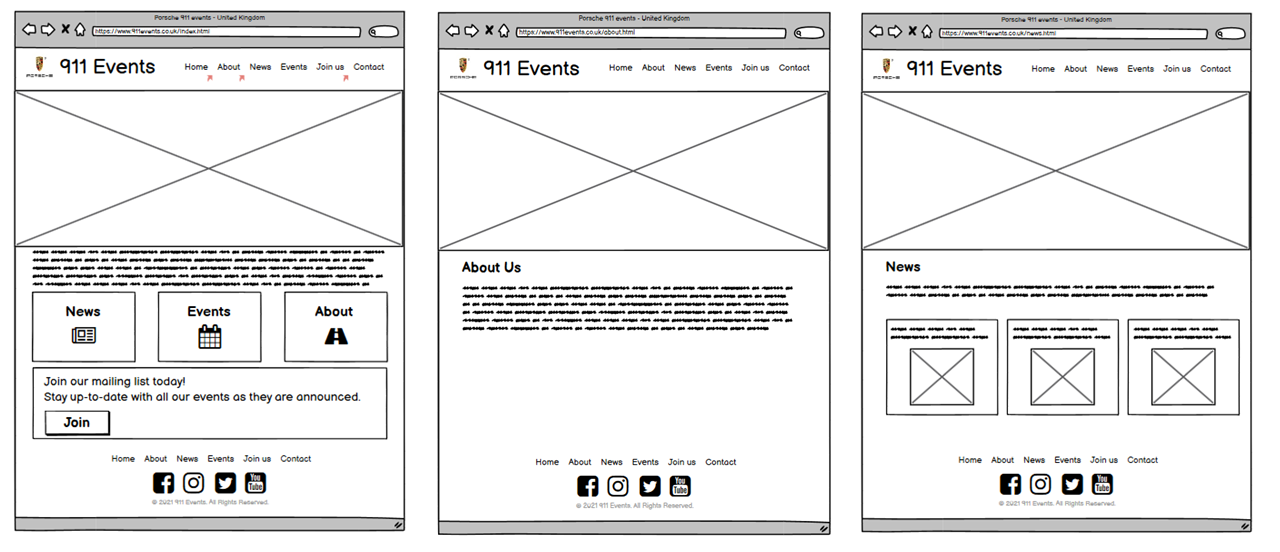 Porsche 911 events - United Kingdom
https://www.911events.co.uk/index.html
PORSCHE
911 Events
Home About News Events Join us Contact
News
Events
About
Join our mailing list today!
Stay up-to-date with all our events as they are announced.
Join
Home About News Events Join us Contact
You Tube
© 2021 911 Events. All Rights Reserved.
Porsche 911 events - United Kingdom
https://www.911events.co.uk/about.html
PORSCHE
911 Events
Home About News Events Join us Contact
About Us
Home About News Events Join us Contact
You Tube
© 2021 911 Events. All Rights Reserved.
Porsche 911 events - United Kingdom
https://www.911events.co.uk/news.html
PORSCHE
911 Events
Home About News Events Join us Contact
News
Home About News Events Join us Contact
You Tube
© 2021 911 Events. All Rights Reserved.